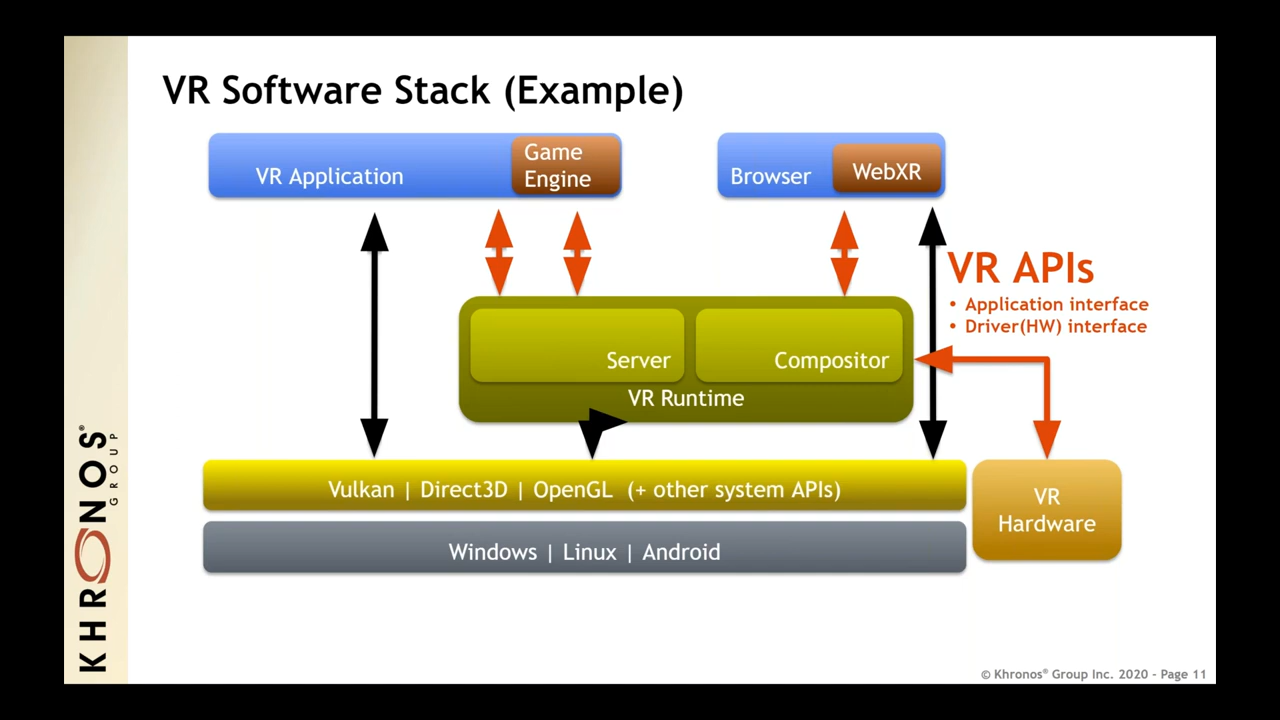 VR Software Stack (Example)
VR Application
Game
Engine
Browser
WebXR
VR APIs
• Application interface
• Driver(HW) interface
Server
Compositor
VR Runtime
Vulkan | Direct3D | OpenGL (+ other system APIs)
VR
Hardware
Windows | Linux | Android
KHRONOS®
GROUP
© Khronos® Group Inc. 2020 - Page 11